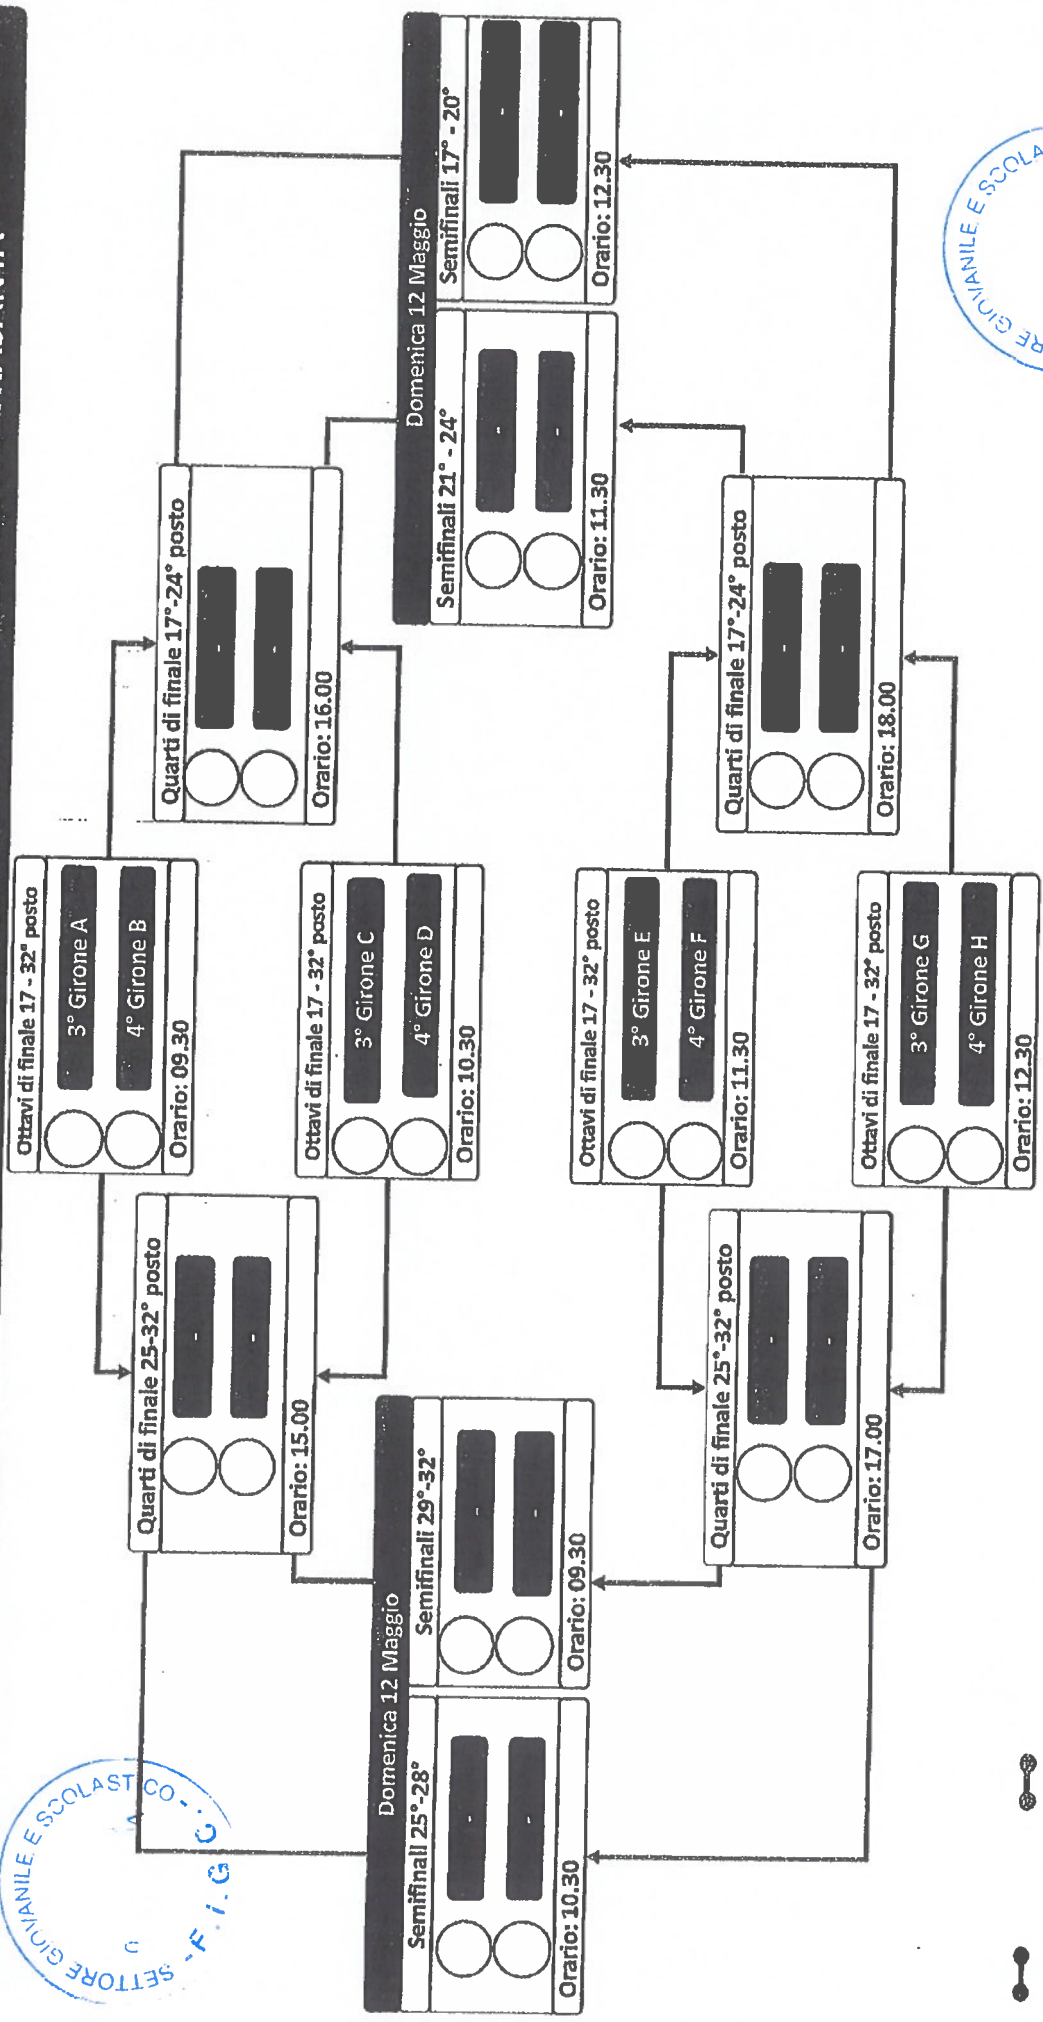 Ottavi di finale 17 - 32° posto
3° Girone A
4° Girone B
Orario: 09.30
Ottavi di finale 17 - 32° posto
3° Girone C
4° Girone D
Orario: 10.30
Ottavi di finale 17 - 32° posto
3° Girone E
4° Girone F
Orario: 11.30
Ottavi di finale 17 - 32° posto
3° Girone G
4° Girone H
Orario: 12.30
Quarti di finale 25-32° posto
-
-
Orario: 15.00
Quarti di finale 17°-24° posto
-
-
Orario: 16.00
Quarti di finale 25°-32° posto
-
-
Orario: 17.00
Quarti di finale 17°-24° posto
-
-
Orario: 18.00
Domenica 12 Maggio
Semifinali 25°-28°
-
-
Orario: 10.30
Semifinali 29°-32°
-
-
Orario: 09.30
Domenica 12 Maggio
Semifinali 21° - 24°
-
-
Orario: 11.30
Semifinali 17° - 20°
-
-
Orario: 12.30
SETTORE GIOVANILE E SCOLASTICO - F.I.G.C.
GIOVANILE E